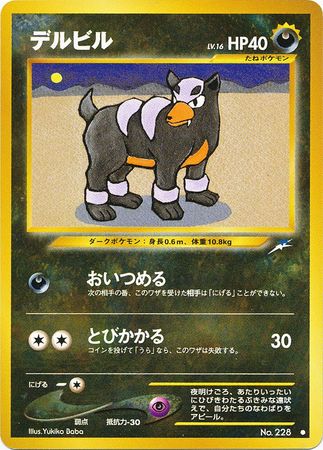 デルビル
LV.16 HP40
たねポケモン
ダークポケモン：身長0.6m、体重10.8kg
おいつめる
次の相手の番、このワザを受けた相手は「にげる」ことができない。
とびかかる 30
コインを投げて「うら」なら、このワザは失敗する。
にげる
弱点 抵抗力-30
夜明けごろ、あたりいったい
にひびきわたるぶきみな遠吠
えで、自分たちのなわばりを
アピール。
Illus.Yukiko Baba
No.228